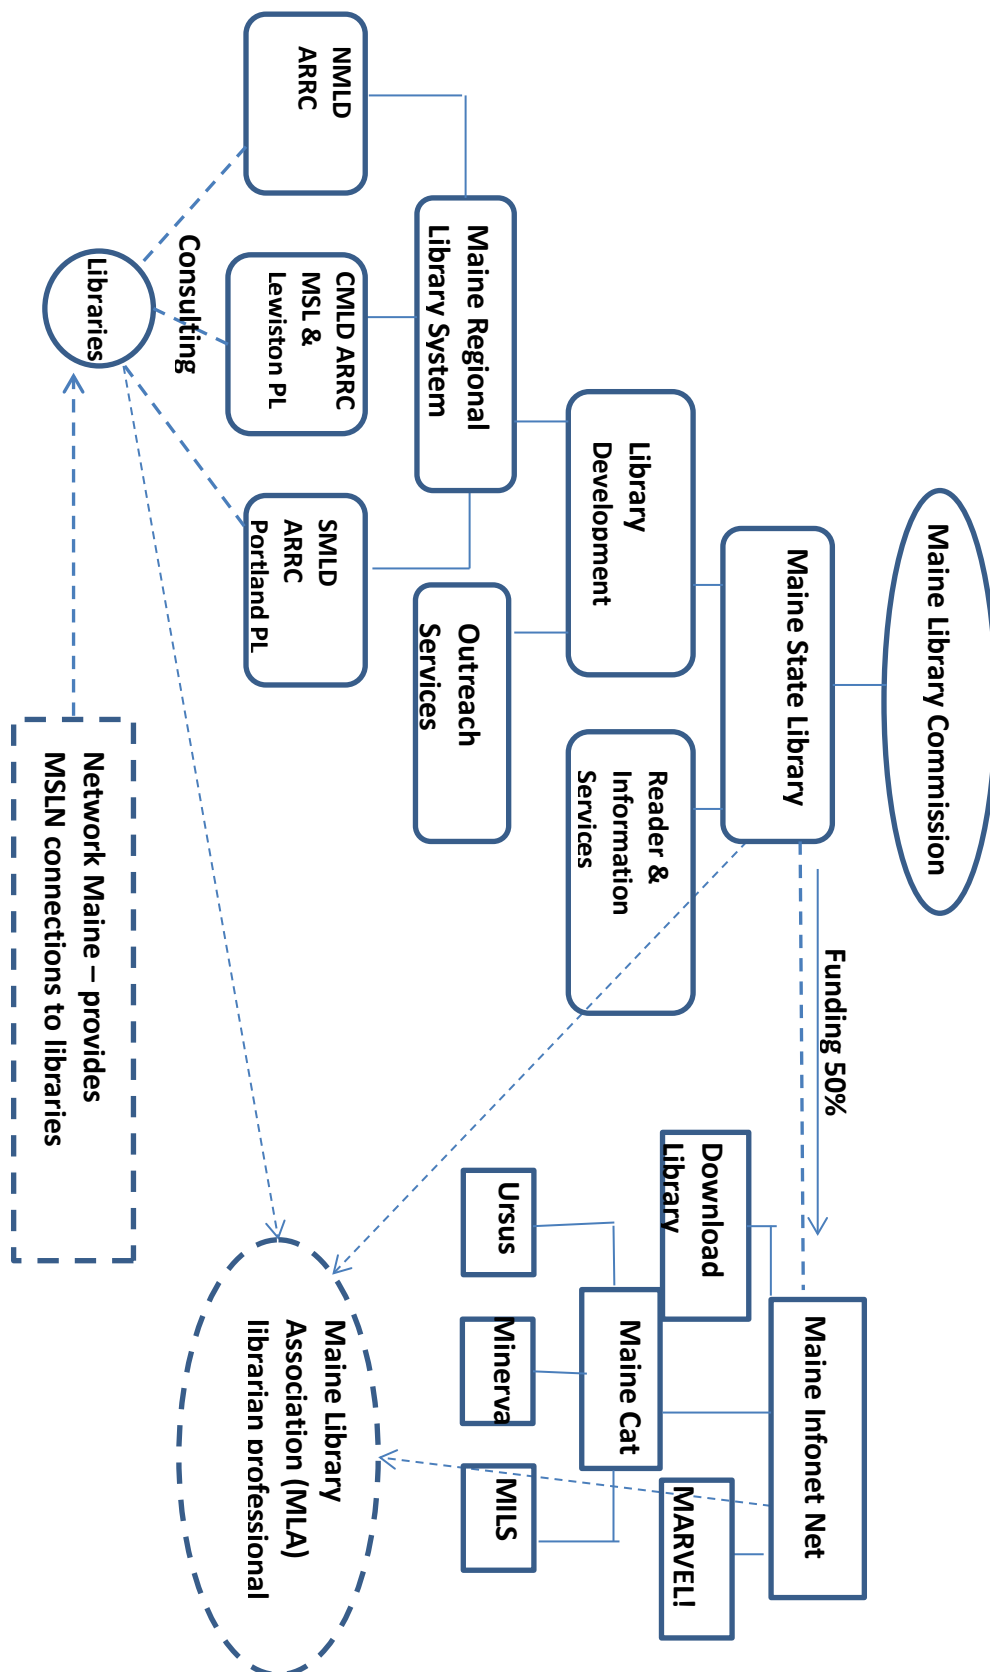 Maine Library Commission
Maine State Library
Funding 50%
Maine Infonet Net
Library
Development
Reader &
Information
Services
Download
Library
MARVEL!
Maine Cat
Maine Regional
Library System
Outreach
Services
Ursus
Minerva
MILS
NMLD
ARRC
CMLD ARRC
MSL &
Lewiston PL
SMLD
ARRC
Portland PL
Consulting
Libraries
Maine Library
Association (MLA)
librarian professional
Network Maine – provides
MSLN connections to libraries